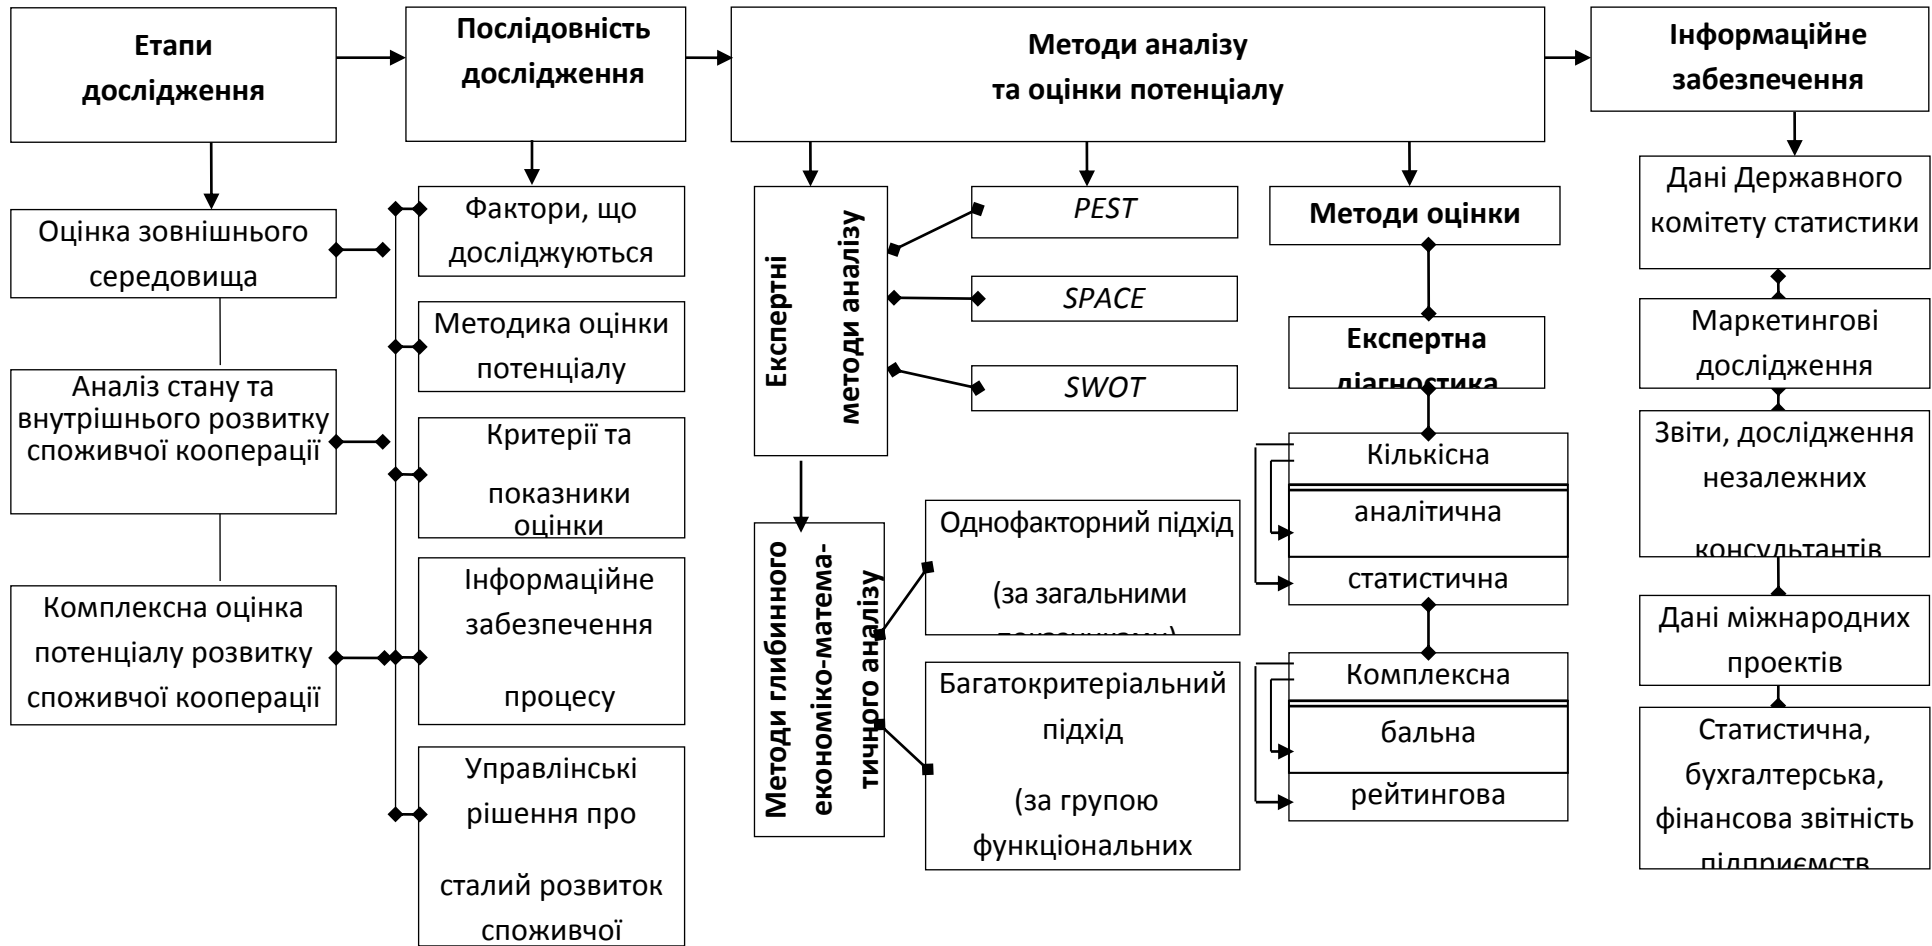 Етапи
дослідження
Послідовність
дослідження
Методи аналізу
та оцінки потенціалу
Інформаційне
забезпечення
Оцінка зовнішнього
середовища
Аналіз стану та
внутрішнього розвитку
споживчої кооперації
Комплексна оцінка
потенціалу розвитку
споживчої кооперації
Фактори, що
досліджуються
Методика оцінки
потенціалу
Критерії та
показники
оцінки
Інформаційне
забезпечення
процесу
Управлінські
рішення про
сталий розвиток
споживчої
Експертні
методи аналізу
PEST
SPACE
SWOT
Методи глибинного
економіко-матема-
тичного аналізу
Однофакторний підхід
(за загальними
показниками)
Багатокритеріальний
підхід
(за групою
функціональних
Методи оцінки
Експертна
діагностика
Кількісна
аналітична
статистична
Комплексна
бальна
рейтингова
Дані Державного
комітету статистики
Маркетингові
дослідження
Звіти, дослідження
незалежних
консультантів
Дані міжнародних
проектів
Статистична,
бухгалтерська,
фінансова звітність
підприємств